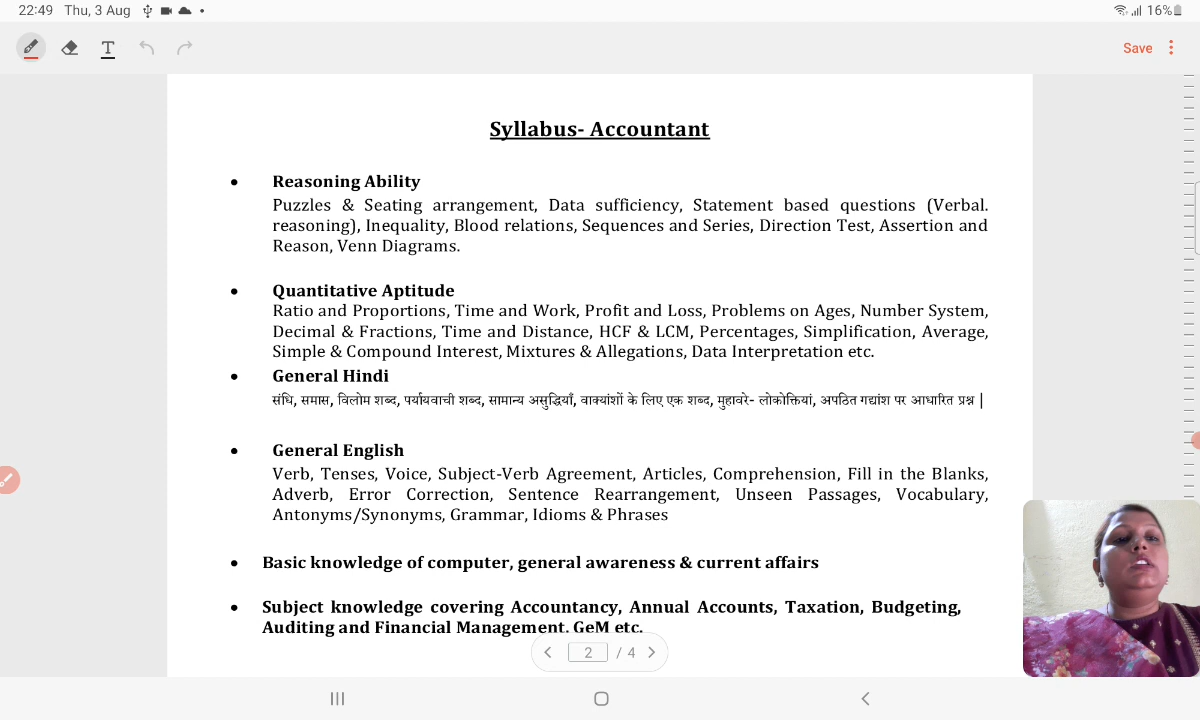 22:49 Thu, 3 Aug
16%
T
Save
Syllabus- Accountant
• Reasoning Ability
Puzzles & Seating arrangement, Data sufficiency, Statement based questions (Verbal.
reasoning), Inequality, Blood relations, Sequences and Series, Direction Test, Assertion and
Reason, Venn Diagrams.
• Quantitative Aptitude
Ratio and Proportions, Time and Work, Profit and Loss, Problems on Ages, Number System,
Decimal & Fractions, Time and Distance, HCF & LCM, Percentages, Simplification, Average,
Simple & Compound Interest, Mixtures & Allegations, Data Interpretation etc.
• General Hindi
संधि, समास, विलोम शब्द, पर्यायवाची शब्द, सामान्य असुद्धियाँ, वाक्यांशों के लिए एक शब्द, मुहावरे- लोकोक्तियां, अपठित गद्यांश पर आधारित प्रश्न |
• General English
Verb, Tenses, Voice, Subject-Verb Agreement, Articles, Comprehension, Fill in the Blanks,
Adverb, Error Correction, Sentence Rearrangement, Unseen Passages, Vocabulary,
Antonyms/Synonyms, Grammar, Idioms & Phrases
• Basic knowledge of computer, general awareness & current affairs
• Subject knowledge covering Accountancy, Annual Accounts, Taxation, Budgeting,
Auditing and Financial Management, GeM etc.
2 / 4